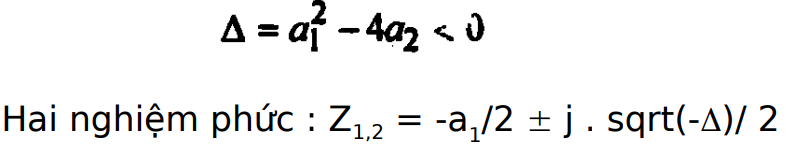 Δ = a₁² − 4a₂ < 0
Hai nghiệm phức : Z₁,₂ = -a₁/2 ± j . sqrt(-Δ)/ 2